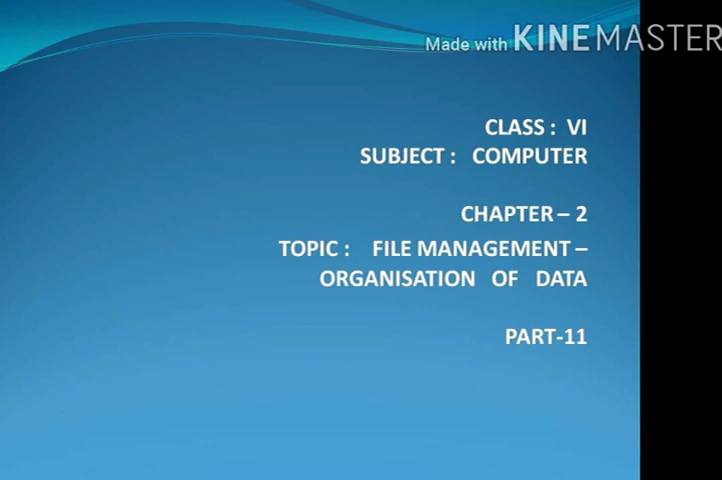 Made with KINEMASTER
CLASS : VI
SUBJECT : COMPUTER
CHAPTER – 2
TOPIC : FILE MANAGEMENT –
ORGANISATION OF DATA
PART-11